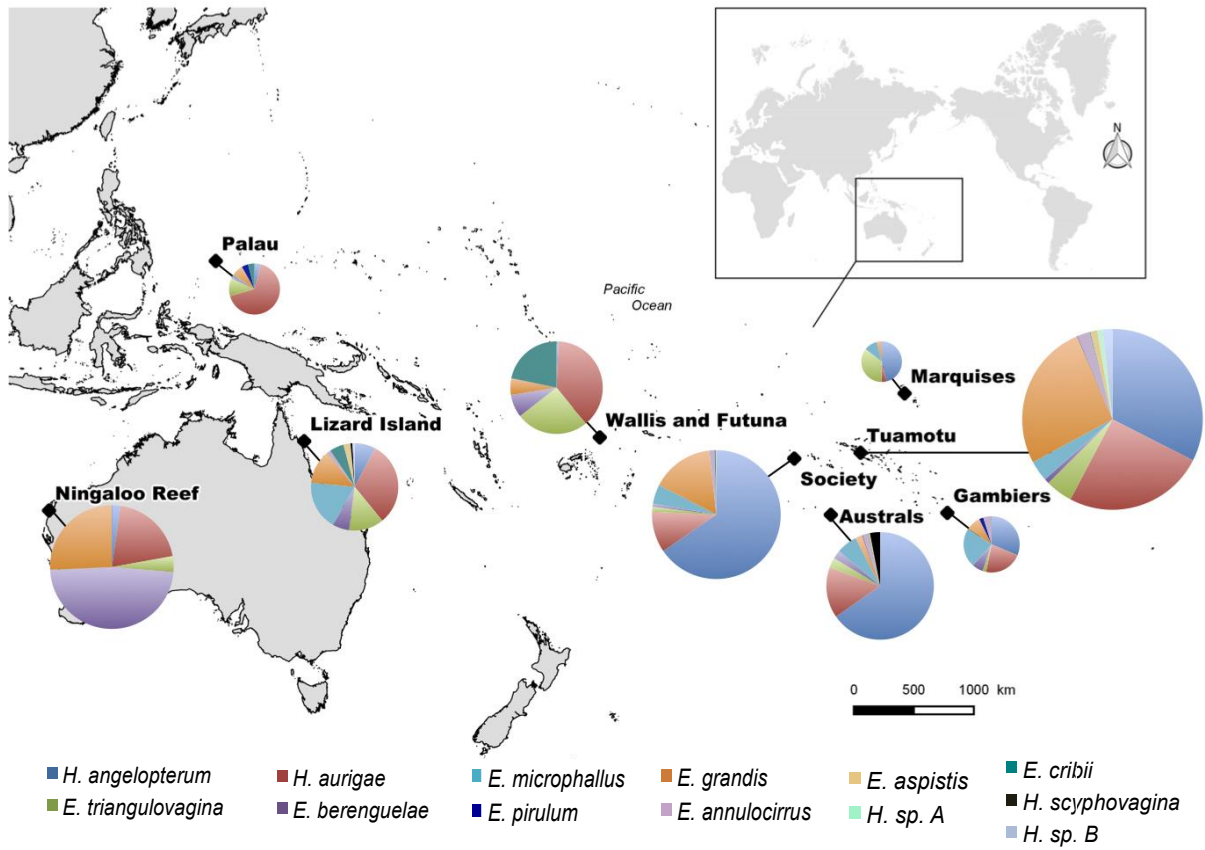 N
Palau
Pacific
Ocean
Marquises
Wallis and Futuna
Tuamotu
Lizard Island
Society
Gambiers
Ningaloo Reef
Australs
0 500 1000 km
H. angelopterum
H. aurigae
E. microphallus
E. grandis
E. aspistis
E. cribii
E. triangulovagina
E. berenguelae
E. pirulum
E. annulocirrus
H. sp. A
H. scyphovagina
H. sp. B